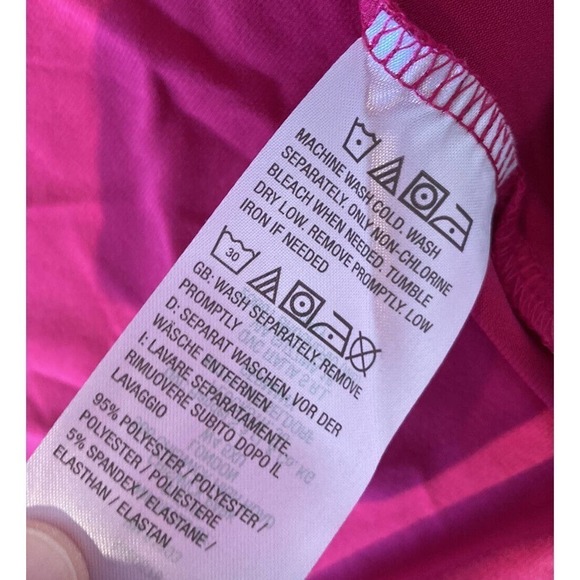 MACHINE WASH COLD. WASH
SEPARATELY. ONLY NON-CHLORINE
BLEACH WHEN NEEDED. TUMBLE
DRY LOW. REMOVE PROMPTLY. LOW
IRON IF NEEDED
30
GB: WASH SEPARATELY. REMOVE
PROMPTLY
D: SEPARAT WASCHEN. VOR DER
WÄSCHE ENTFERNEN
I: LAVARE SEPARATAMENTE.
RIMUOVERE SUBITO DOPO IL
LAVAGGIO
95% POLYESTER / POLYESTER /
POLYESTER / POLIESTERE
5% SPANDEX / ELASTANE /
ELASTHAN / ELASTAN